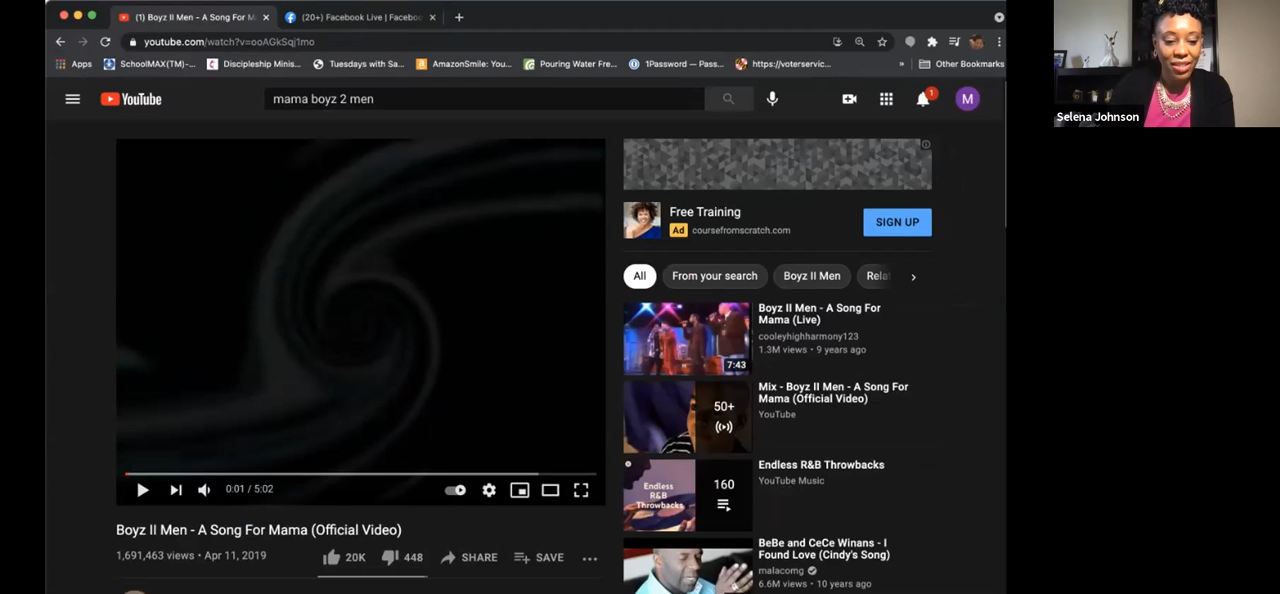 (1) Boyz II Men - A Song For M
(20+) Facebook Live | Faceboo
youtube.com/watch?v=ooAGkSqj1mo
Apps
SchoolMAX(TM)-...
Discipleship Minis...
Tuesdays with Sa...
AmazonSmile: You...
Pouring Water Fre...
1Password — Pass...
https://voterservic...
»
Other Bookmarks
YouTube
mama boyz 2 men
1
M
Selena Johnson
Free Training
Ad coursefromscratch.com
SIGN UP
All
From your search
Boyz II Men
Rela
Boyz II Men - A Song For
Mama (Live)
cooleyhighharmony123
1.3M views • 9 years ago
7:43
Mix - Boyz II Men - A Song For
Mama (Official Video)
YouTube
50+
Endless R&B Throwbacks
YouTube Music
Endless
R&B
Throwbacks
160
BeBe and CeCe Winans - I
Found Love (Cindy's Song)
malacomg
6.6M views • 10 years ago
0:01 / 5:02
Boyz II Men - A Song For Mama (Official Video)
1,691,463 views • Apr 11, 2019
20K
448
SHARE
SAVE
...